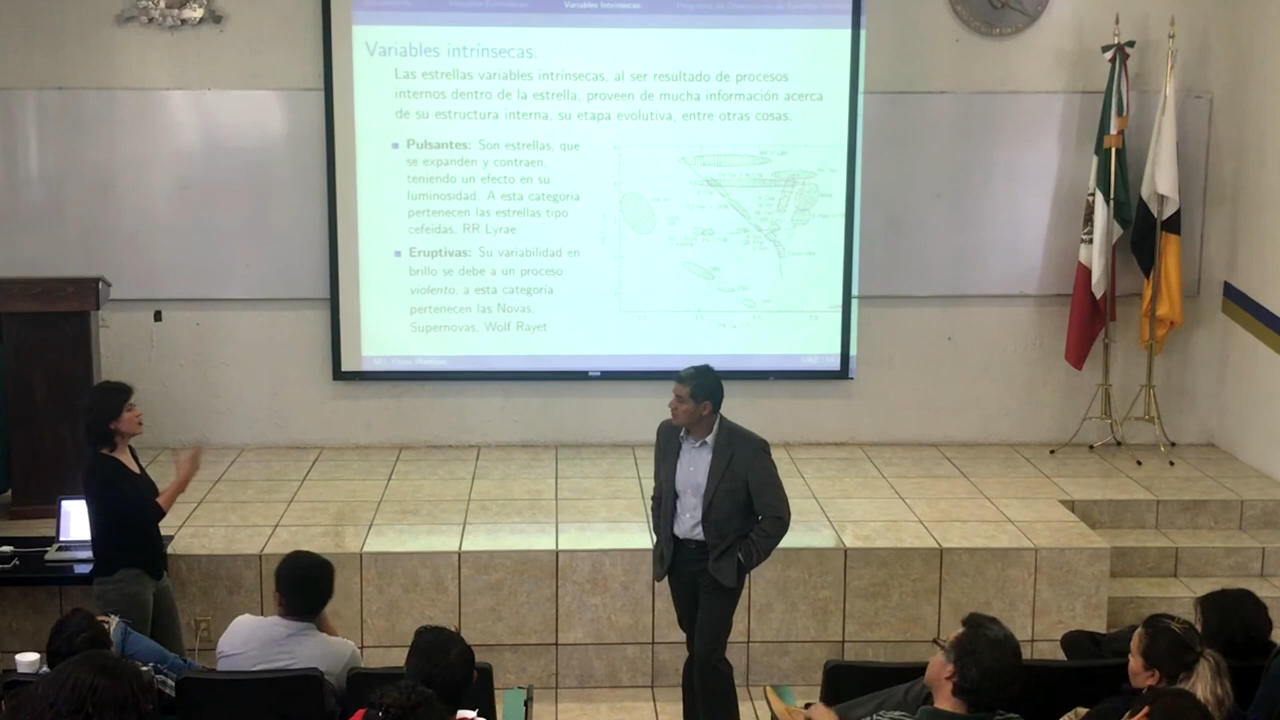 Variables Intrínsecas
Variables intrínsecas.
Las estrellas variables intrínsecas, al ser resultado de procesos
internos dentro de la estrella, proveen de mucha información acerca
de su estructura interna, su etapa evolutiva, entre otras cosas.
Pulsantes: Son estrellas, que
se expanden y contraen,
teniendo un efecto en su
luminosidad. A esta categoría
pertenecen las estrellas tipo
cefeidas, RR Lyrae
Eruptivas: Su variabilidad en
brillo se debe a un proceso
violento, a esta categoría
pertenecen las Novas,
Supernovas, Wolf Rayet